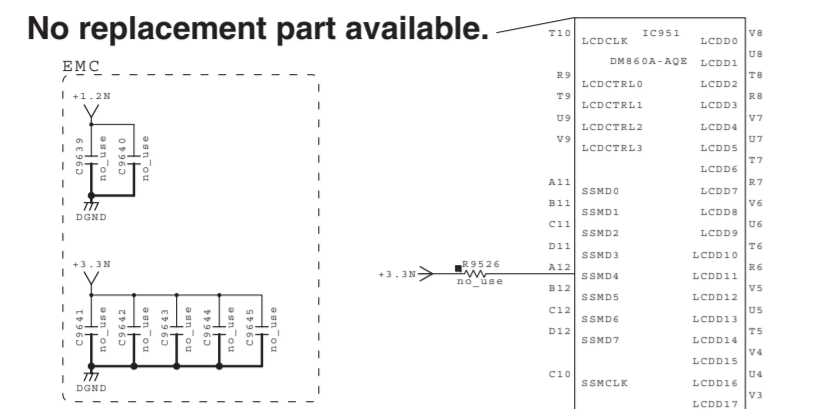 No replacement part available.
EMC
+1.2N
C9639
no_use
C9640
no_use
DGND
+3.3N
C9641
no_use
C9642
no_use
C9643
no_use
C9644
no_use
C9645
no_use
DGND
+3.3N
R9526
no_use
IC951
DM860A-AQE
T10 LCDCLK
R9 LCDCTRL0
T9 LCDCTRL1
U9 LCDCTRL2
V9 LCDCTRL3
A11 SSMD0
B11 SSMD1
C11 SSMD2
D11 SSMD3
A12 SSMD4
B12 SSMD5
C12 SSMD6
D12 SSMD7
C10 SSMCLK
LCDD0 V8
LCDD1 U8
LCDD2 T8
LCDD3 R8
LCDD4 V7
LCDD5 U7
LCDD6 T7
LCDD7 R7
LCDD8 V6
LCDD9 U6
LCDD10 T6
LCDD11 R6
LCDD12 V5
LCDD13 U5
LCDD14 T5
LCDD15 V4
LCDD16 U4
LCDD17 V3